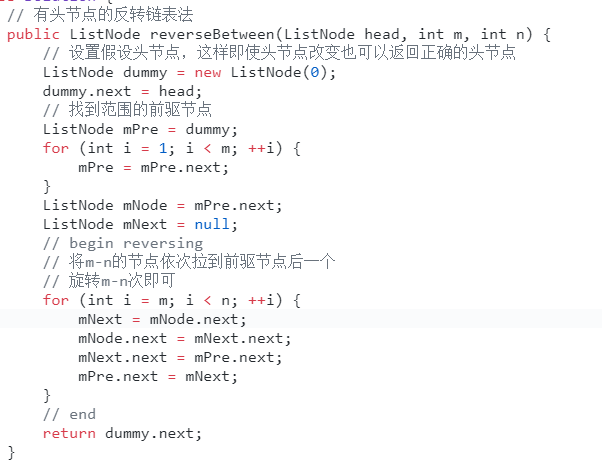 // 有头节点的反转链表法
public ListNode reverseBetween(ListNode head, int m, int n) {
    // 设置假设头节点，这样即使头节点改变也可以返回正确的头节点
    ListNode dummy = new ListNode(0);
    dummy.next = head;
    // 找到范围的前驱节点
    ListNode mPre = dummy;
    for (int i = 1; i < m; ++i) {
        mPre = mPre.next;
    }
    ListNode mNode = mPre.next;
    ListNode mNext = null;
    // begin reversing
    // 将m-n的节点依次拉到前驱节点后一个
    // 旋转m-n次即可
    for (int i = m; i < n; ++i) {
        mNext = mNode.next;
        mNode.next = mNext.next;
        mNext.next = mPre.next;
        mPre.next = mNext;
    }
    // end
    return dummy.next;
}